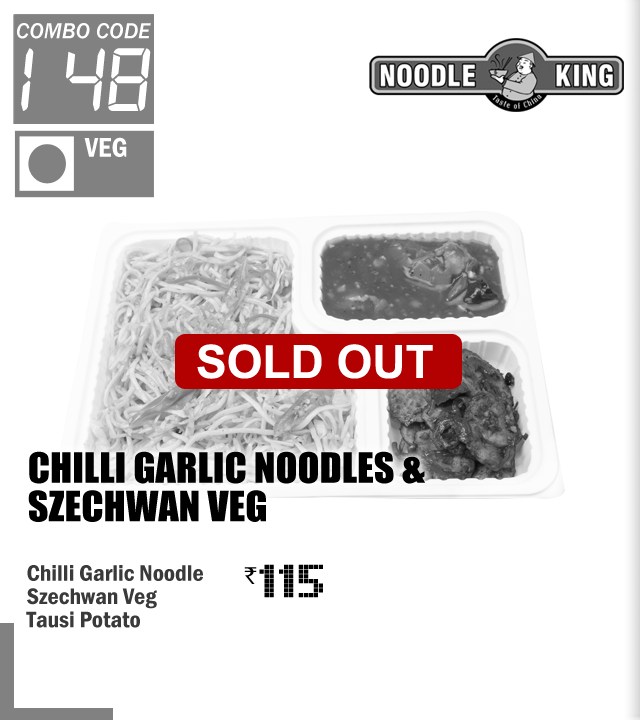 COMBO CODE
148
VEG
NOODLE KING
Taste of China
SOLD OUT
CHILLI GARLIC NOODLES &
SZECHWAN VEG
Chilli Garlic Noodle
Szechwan Veg
Tausi Potato
₹115